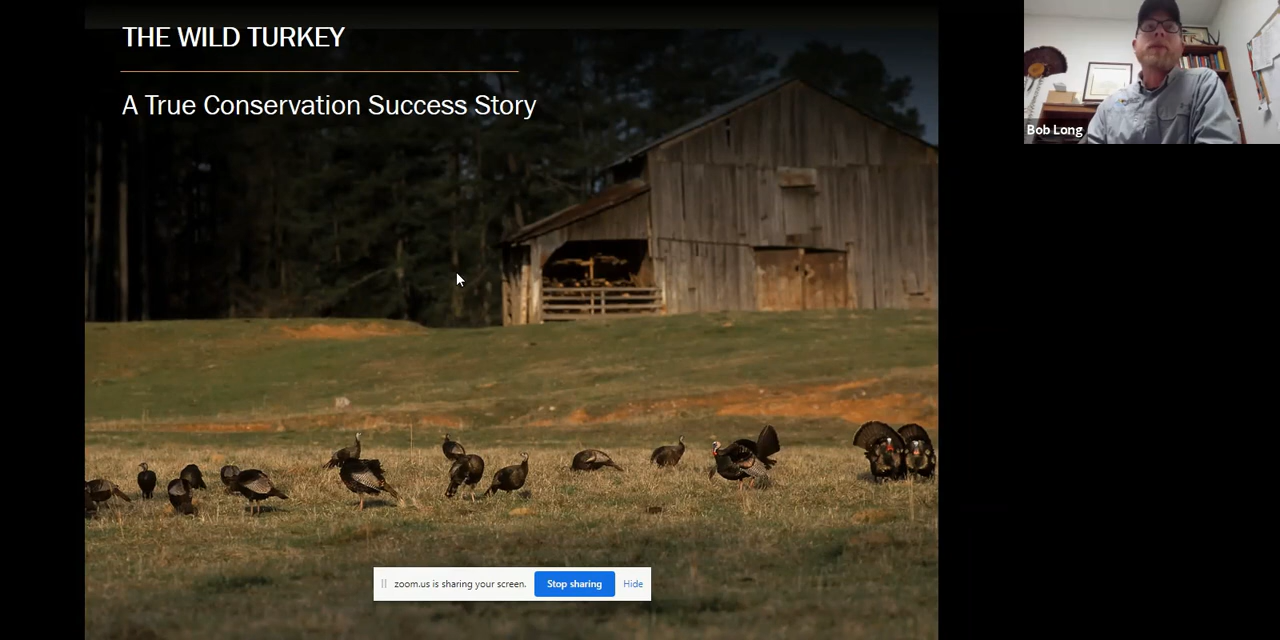 THE WILD TURKEY
A True Conservation Success Story
Bob Long
zoom.us is sharing your screen. Stop sharing Hide